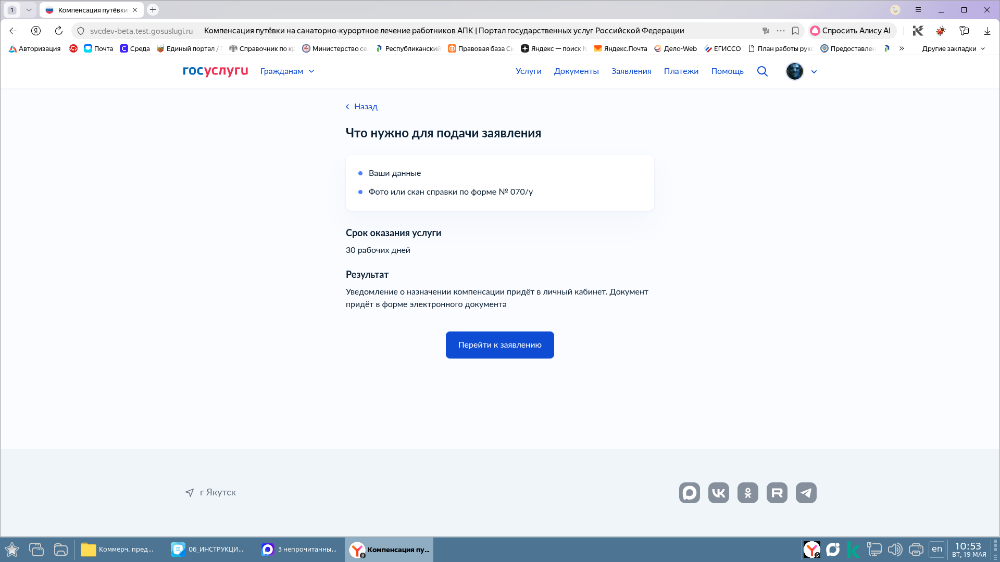 1
Компенсация путёвки
svcdev-beta.test.gosuslugi.ru
Компенсация путёвки на санаторно-курортное лечение работников АПК | Портал государственных услуг Российской Федерации
Спросить Алису AI
Авторизация
Почта
Среда
Единый портал /
Справочник по кр
Министерство се
Республиканский
Правовая база Си
Яндекс — поиск
Яндекс.Почта
Дело-Web
ЕГИССО
План работы рук
Предоставлен
»
Другие закладки
госуслуги
Гражданам
Услуги
Документы
Заявления
Платежи
Помощь
Назад
Что нужно для подачи заявления
Ваши данные
Фото или скан справки по форме № 070/у
Срок оказания услуги
30 рабочих дней
Результат
Уведомление о назначении компенсации придёт в личный кабинет. Документ
придёт в форме электронного документа
Перейти к заявлению
г Якутск
Коммерч. пред...
06_ИНСТРУКЦИ...
3 непрочитанны...
Компенсация пу...
en
10:53
ВТ, 19 МАЯ